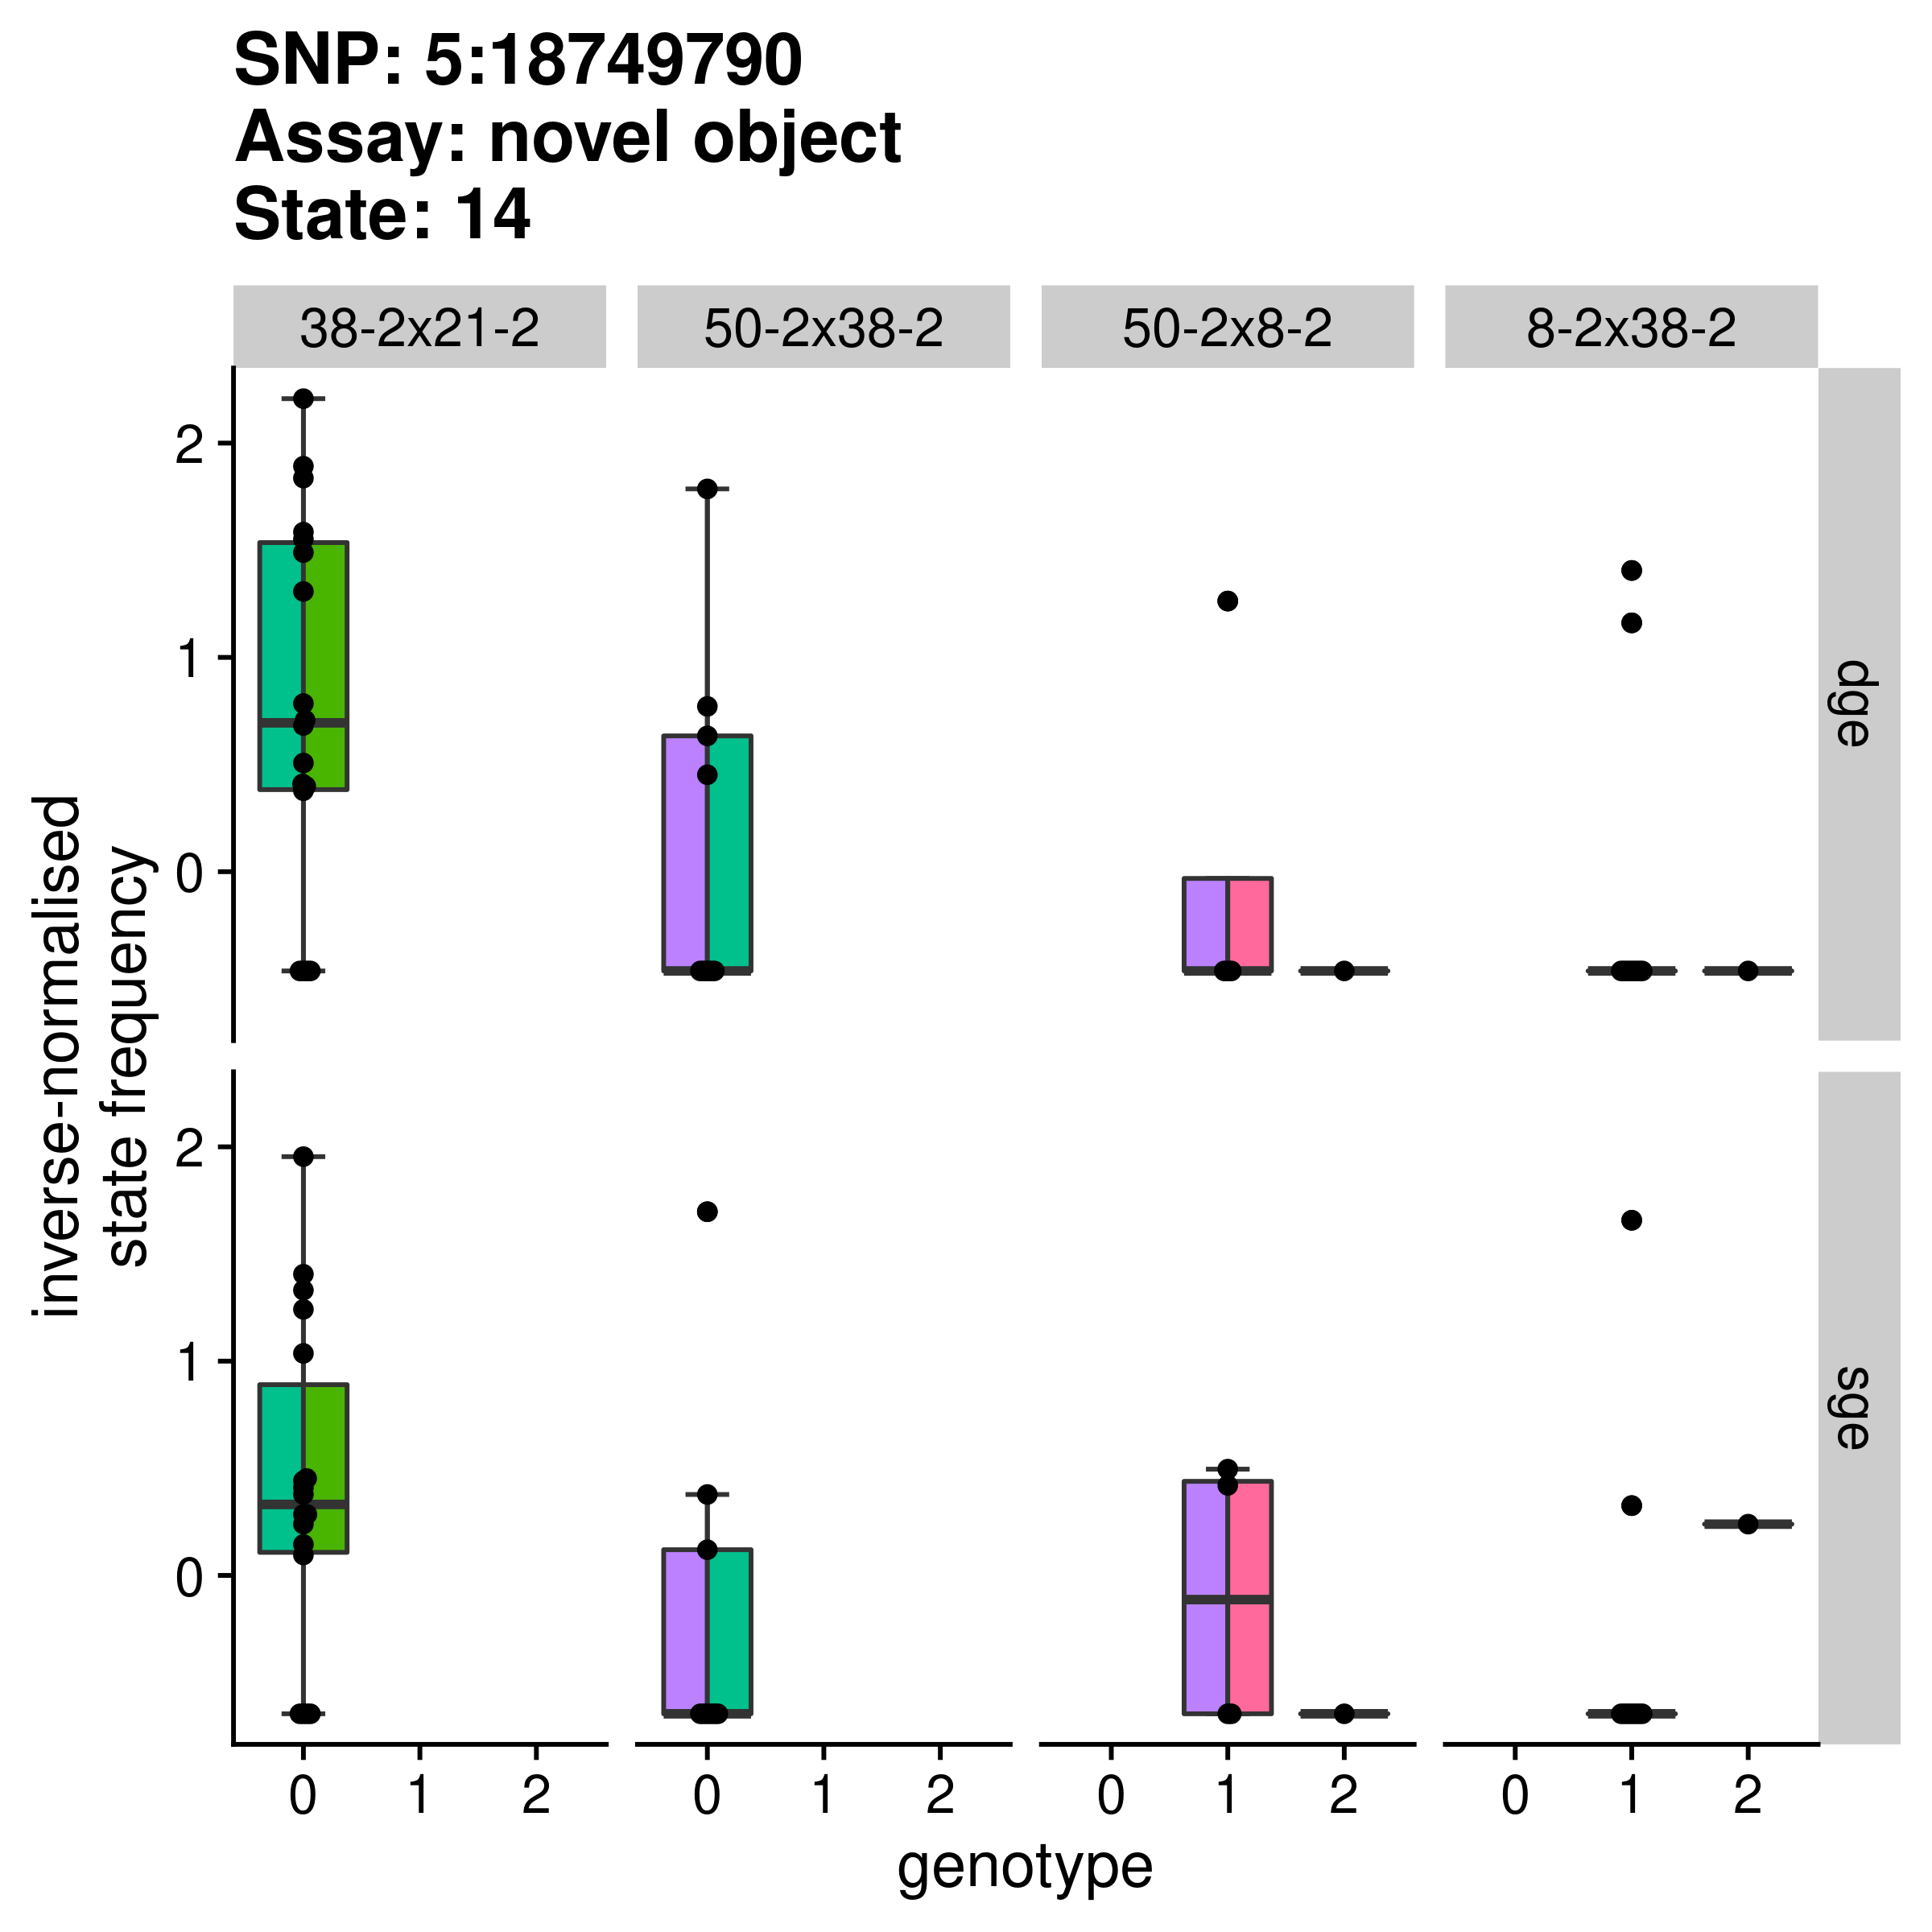 SNP: 5:18749790
Assay: novel object
State: 14
38-2x21-2 50-2x38-2 50-2x8-2 8-2x38-2
2
1
0
dge
2
1
0
sge
0 1 2 0 1 2 0 1 2 0 1 2
genotype
inverse-normalised
state frequency